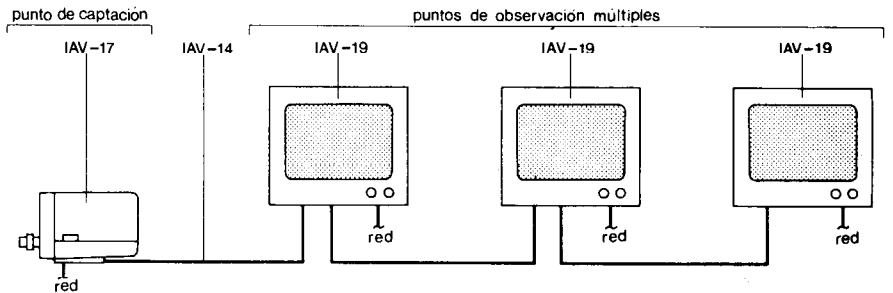 punto de captación
puntos de observación múltiples
IAV-17
IAV-14
IAV-19
IAV-19
IAV-19
red
red
red
red